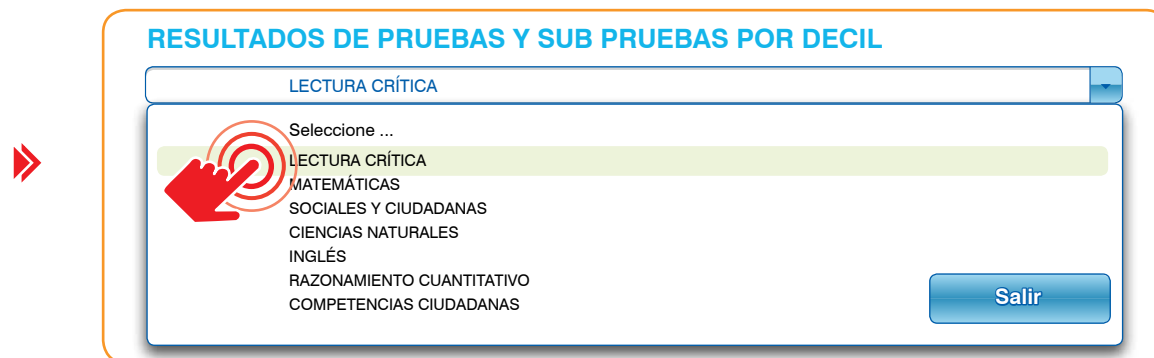 RESULTADOS DE PRUEBAS Y SUB PRUEBAS POR DECIL
LECTURA CRÍTICA
Seleccione ...
LECTURA CRÍTICA
MATEMÁTICAS
SOCIALES Y CIUDADANAS
CIENCIAS NATURALES
INGLÉS
RAZONAMIENTO CUANTITATIVO
COMPETENCIAS CIUDADANAS
Salir